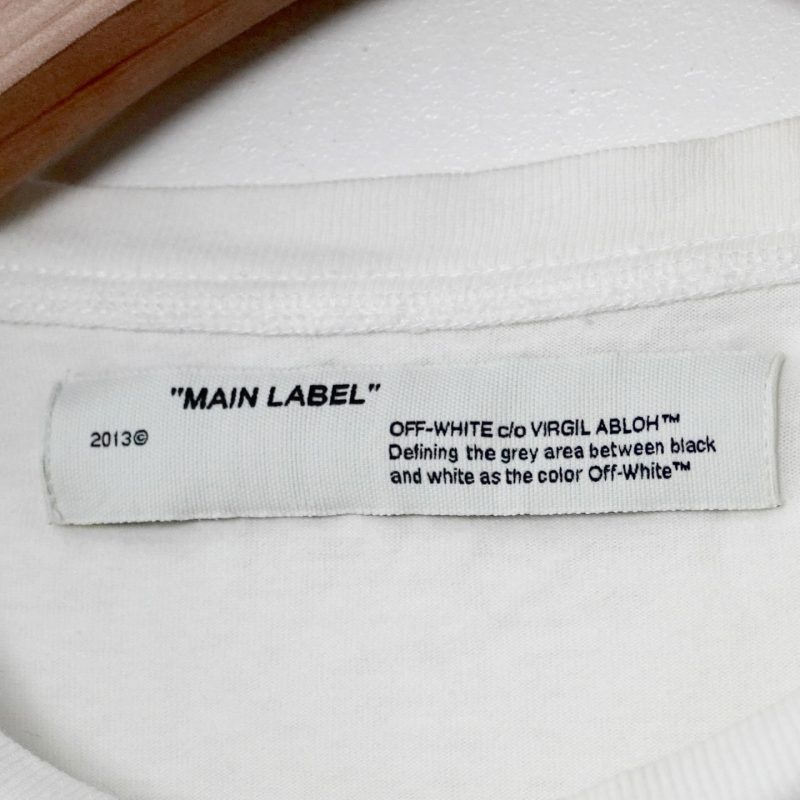 "MAIN LABEL"
2013©
OFF-WHITE c/o VIRGIL ABLOH™
Defining the grey area between black
and white as the color Off-White™